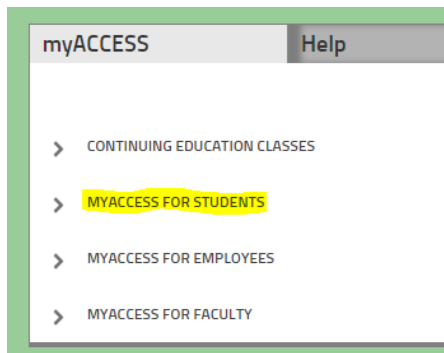 myACCESS Help
CONTINUING EDUCATION CLASSES
MYACCESS FOR STUDENTS
MYACCESS FOR EMPLOYEES
MYACCESS FOR FACULTY